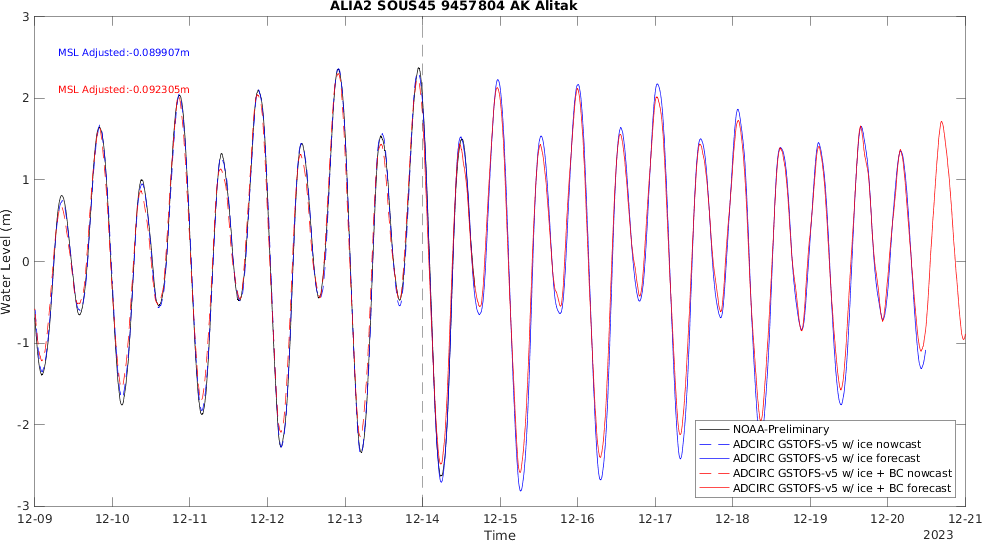 ALIA2 SOUS45 9457804 AK Alitak
MSL Adjusted:-0.089907m
MSL Adjusted:-0.092305m
Water Level (m)
3
2
1
0
-1
-2
-3
NOAA-Preliminary
ADCIRC GSTOFS-v5 w/ ice nowcast
ADCIRC GSTOFS-v5 w/ ice forecast
ADCIRC GSTOFS-v5 w/ ice + BC nowcast
ADCIRC GSTOFS-v5 w/ ice + BC forecast
12-09 12-10 12-11 12-12 12-13 12-14 12-15 12-16 12-17 12-18 12-19 12-20 12-21
Time
2023